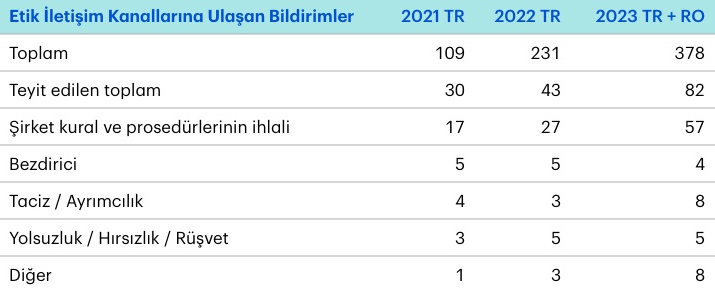 Etik İletişim Kanallarına Ulaşan Bildirimler 2021 TR 2022 TR 2023 TR + RO
Toplam 109 231 378
Teyit edilen toplam 30 43 82
Şirket kural ve prosedürlerinin ihlali 17 27 57
Bezdirici 5 5 4
Taciz / Ayrımcılık 4 3 8
Yolsuzluk / Hırsızlık / Rüşvet 3 5 5
Diğer 1 3 8